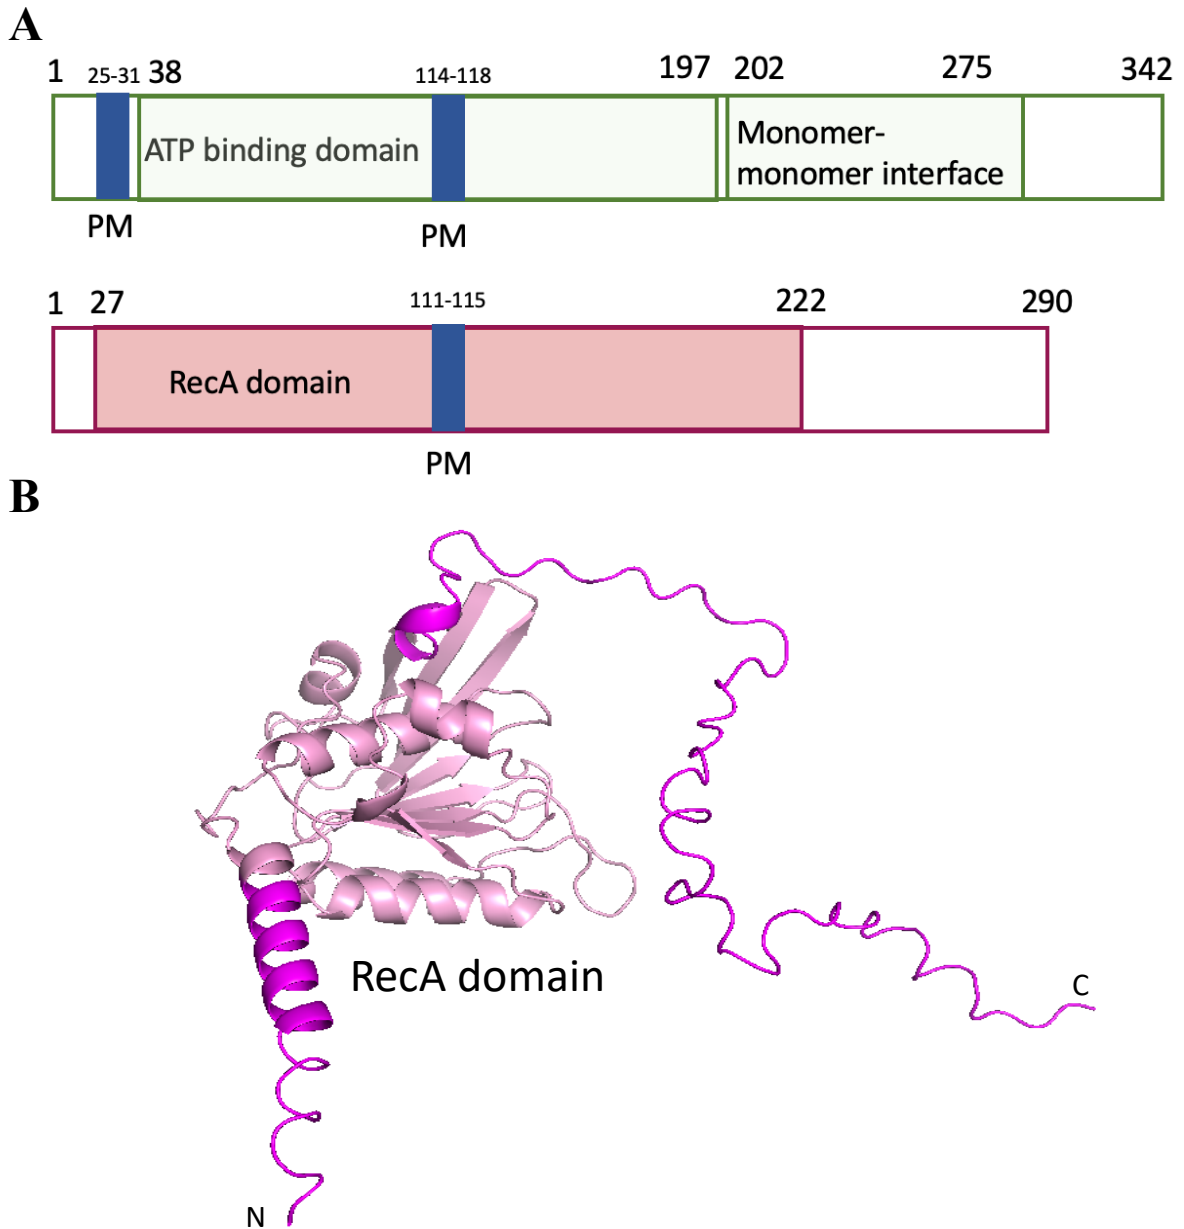 A
1 25-31 38 114-118 197 202 275 342
ATP binding domain
Monomer-
monomer interface
PM PM
1 27 111-115 222 290
RecA domain
PM
B
RecA domain
C
N